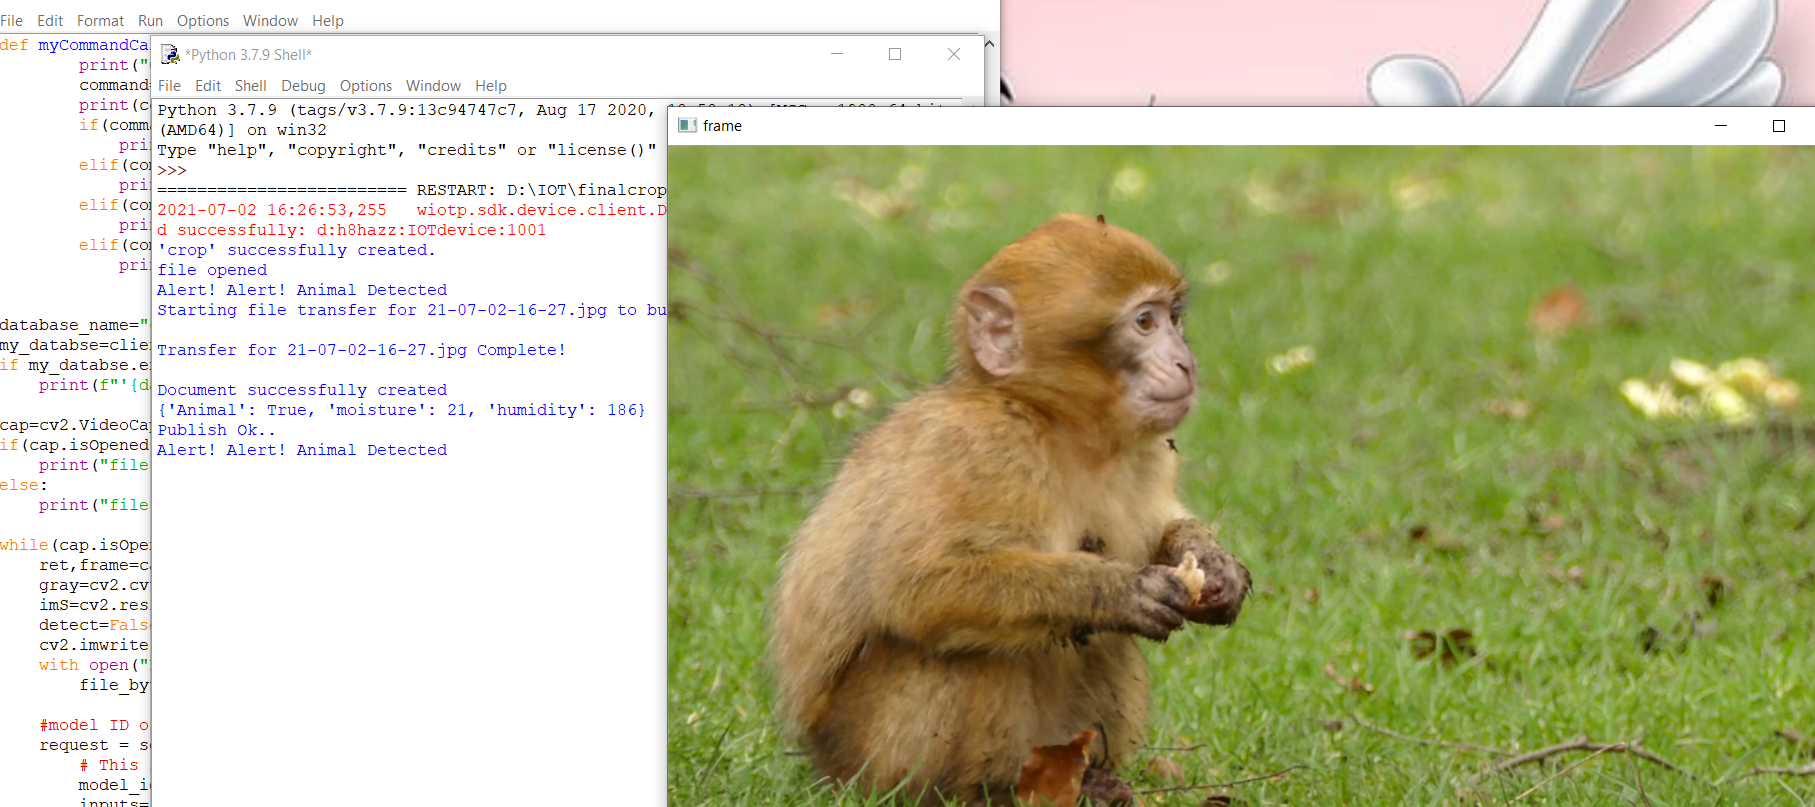 File Edit Format Run Options Window Help
def myCommandCa
print("
command
print(c
if(comm
pri
elif(co
pri
elif(co
pri
elif(co
pri
database_name="
my_databse=clie
if my_databse.e
print(f"'{d
cap=cv2.VideoCa
if(cap.isOpened
print("file
else:
print("file
while(cap.isOpe
ret,frame=c
gray=cv2.cv
imS=cv2.res
detect=Fals
cv2.imwrite
with open("
file_by
#model ID o
request = s
# This
model_i
inputs=
*Python 3.7.9 Shell*
File Edit Shell Debug Options Window Help
Python 3.7.9 (tags/v3.7.9:13c94747c7, Aug 17 2020,
(AMD64)] on win32
Type "help", "copyright", "credits" or "license()"
>>>
========================= RESTART: D:\IOT\finalcrop
2021-07-02 16:26:53,255 wiotp.sdk.device.client.D
d successfully: d:h8hazz:IOTdevice:1001
'crop' successfully created.
file opened
Alert! Alert! Animal Detected
Starting file transfer for 21-07-02-16-27.jpg to bu
Transfer for 21-07-02-16-27.jpg Complete!
Document successfully created
{'Animal': True, 'moisture': 21, 'humidity': 186}
Publish Ok..
Alert! Alert! Animal Detected
frame